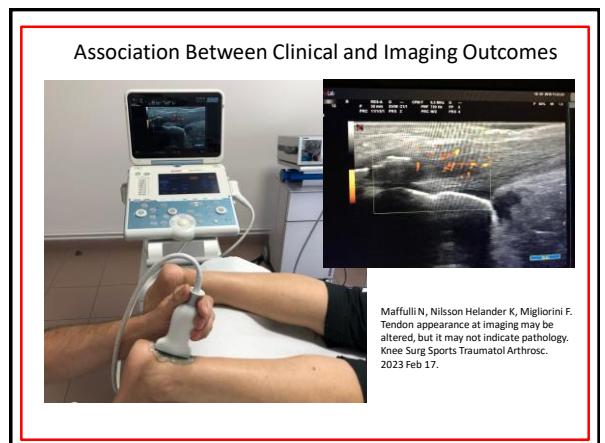 Association Between Clinical and Imaging Outcomes
Maffulli N, Nilsson Helander K, Migliorini F.
Tendon appearance at imaging may be
altered, but it may not indicate pathology.
Knee Surg Sports Traumatol Arthrosc.
2023 Feb 17.